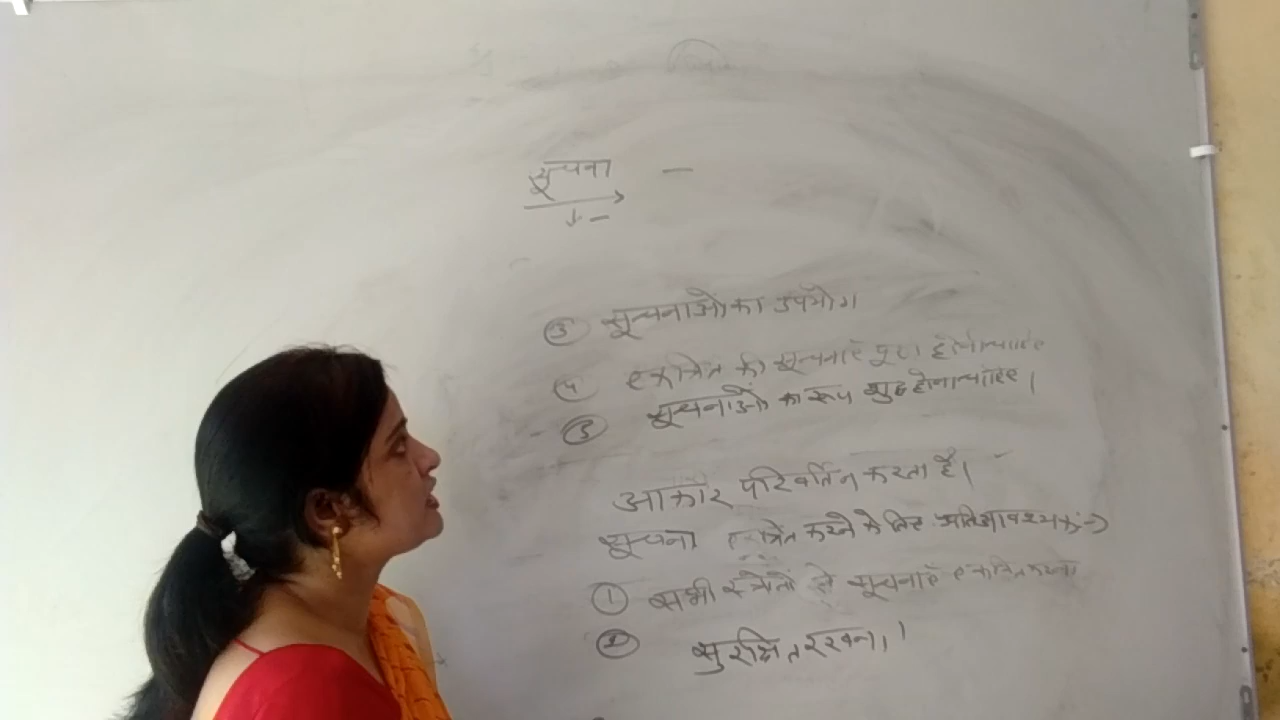 सूचना —
③ सूचनाओ का उपयोग
④ एकत्रित की सूचनाएँ पूरा होना चाहिए
⑤ सूचनाओं का रूप शुद्ध होना चाहिए।
आकार परिवर्तित करता है।
सूचना एकत्रित करने के लिए अतिआवश्यक :->
① सभी स्त्रोतों से सूचनाएँ एकत्रित करना
② सुरक्षित रखना।